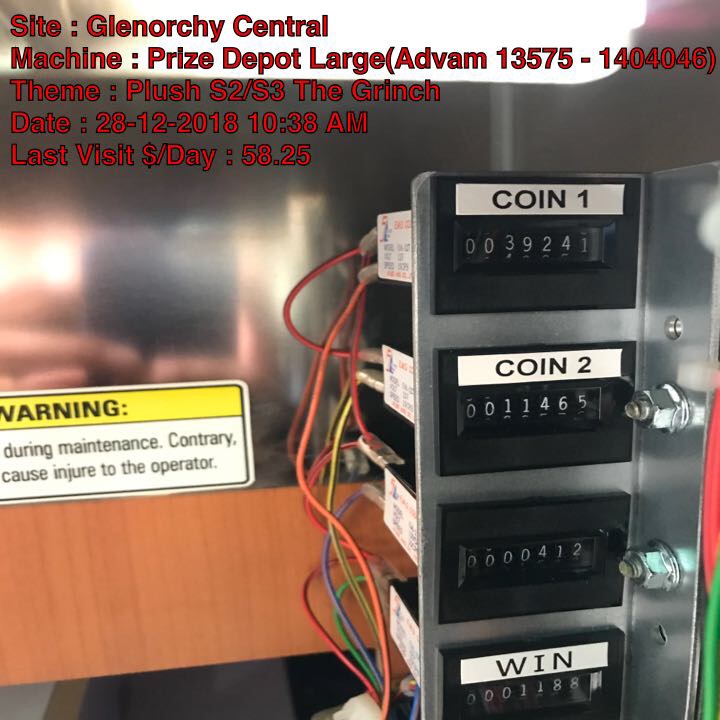 Site : Glenorchy Central
Machine : Prize Depot Large(Advam 13575 - 1404046)
Theme : Plush S2/S3 The Grinch
Date : 28-12-2018 10:38 AM
Last Visit $/Day : 58.25
COIN 1
0039241
COIN 2
0011465
0000412
WIN
0001188
WARNING:
during maintenance. Contrary,
cause injure to the operator.